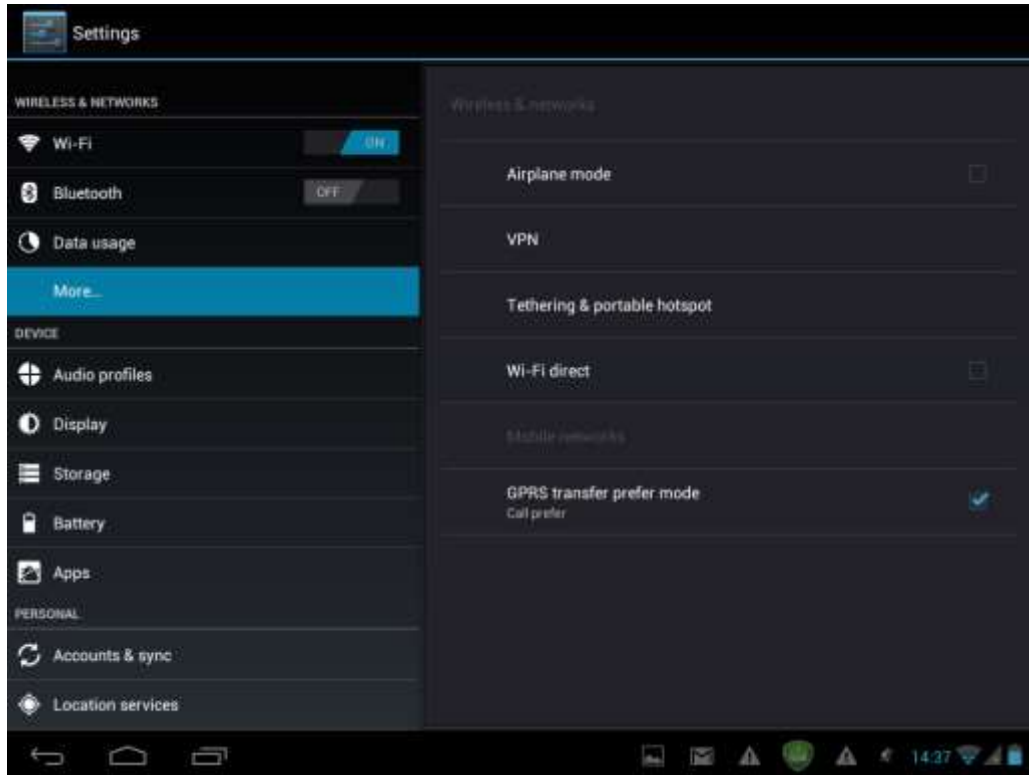 Settings
WIRELESS & NETWORKS
Wi-Fi
ON
Bluetooth
OFF
Data usage
More...
DEVICE
Audio profiles
Display
Storage
Battery
Apps
PERSONAL
Accounts & sync
Location services
Wireless & networks
Airplane mode
VPN
Tethering & portable hotspot
Wi-Fi direct
Mobile networks
GPRS transfer prefer mode
Call prefer
14:37